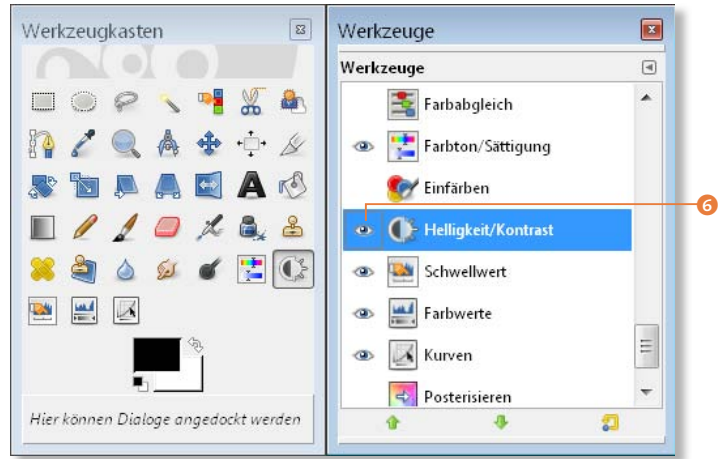 Werkzeugkasten
Hier können Dialoge angedockt werden
Werkzeuge
Werkzeuge
Farbabgleich
Farbton/Sättigung
Einfärben
Helligkeit/Kontrast
Schwellwert
Farbwerte
Kurven
Posterisieren
6